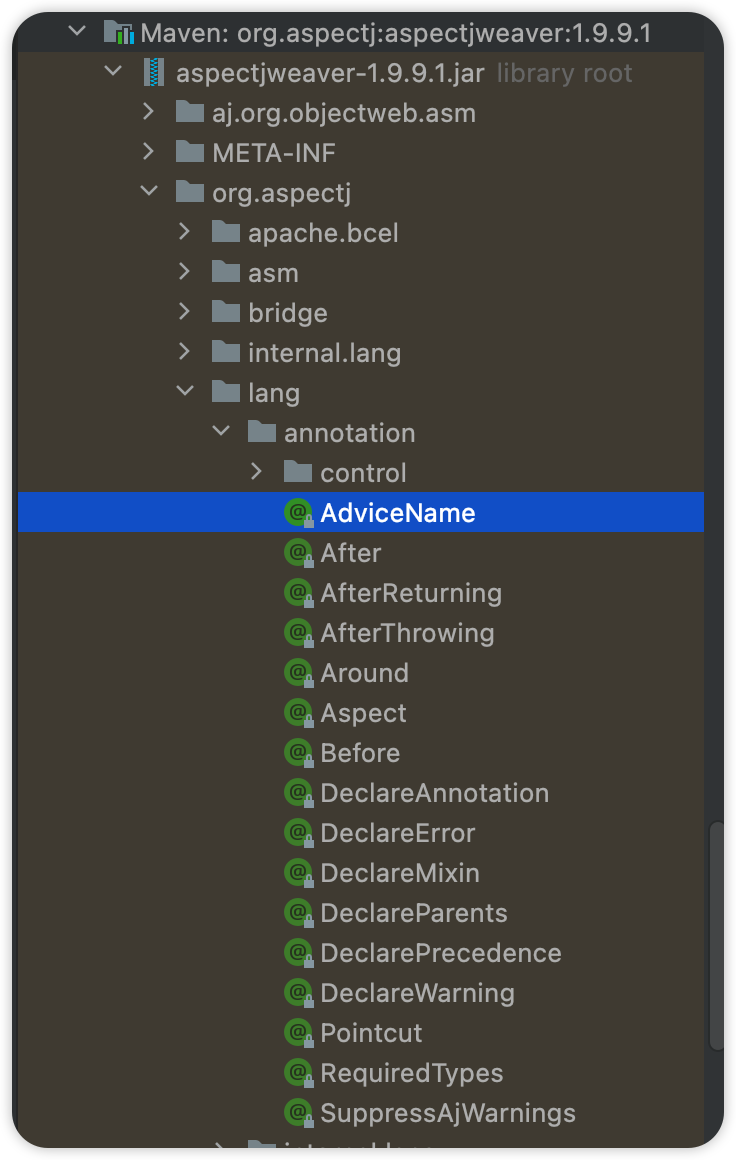 Maven: org.aspectj:aspectjweaver:1.9.9.1
aspectjweaver-1.9.9.1.jar library root
aj.org.objectweb.asm
META-INF
org.aspectj
apache.bcel
asm
bridge
internal.lang
lang
annotation
control
AdviceName
After
AfterReturning
AfterThrowing
Around
Aspect
Before
DeclareAnnotation
DeclareError
DeclareMixin
DeclareParents
DeclarePrecedence
DeclareWarning
Pointcut
RequiredTypes
SuppressAjWarnings